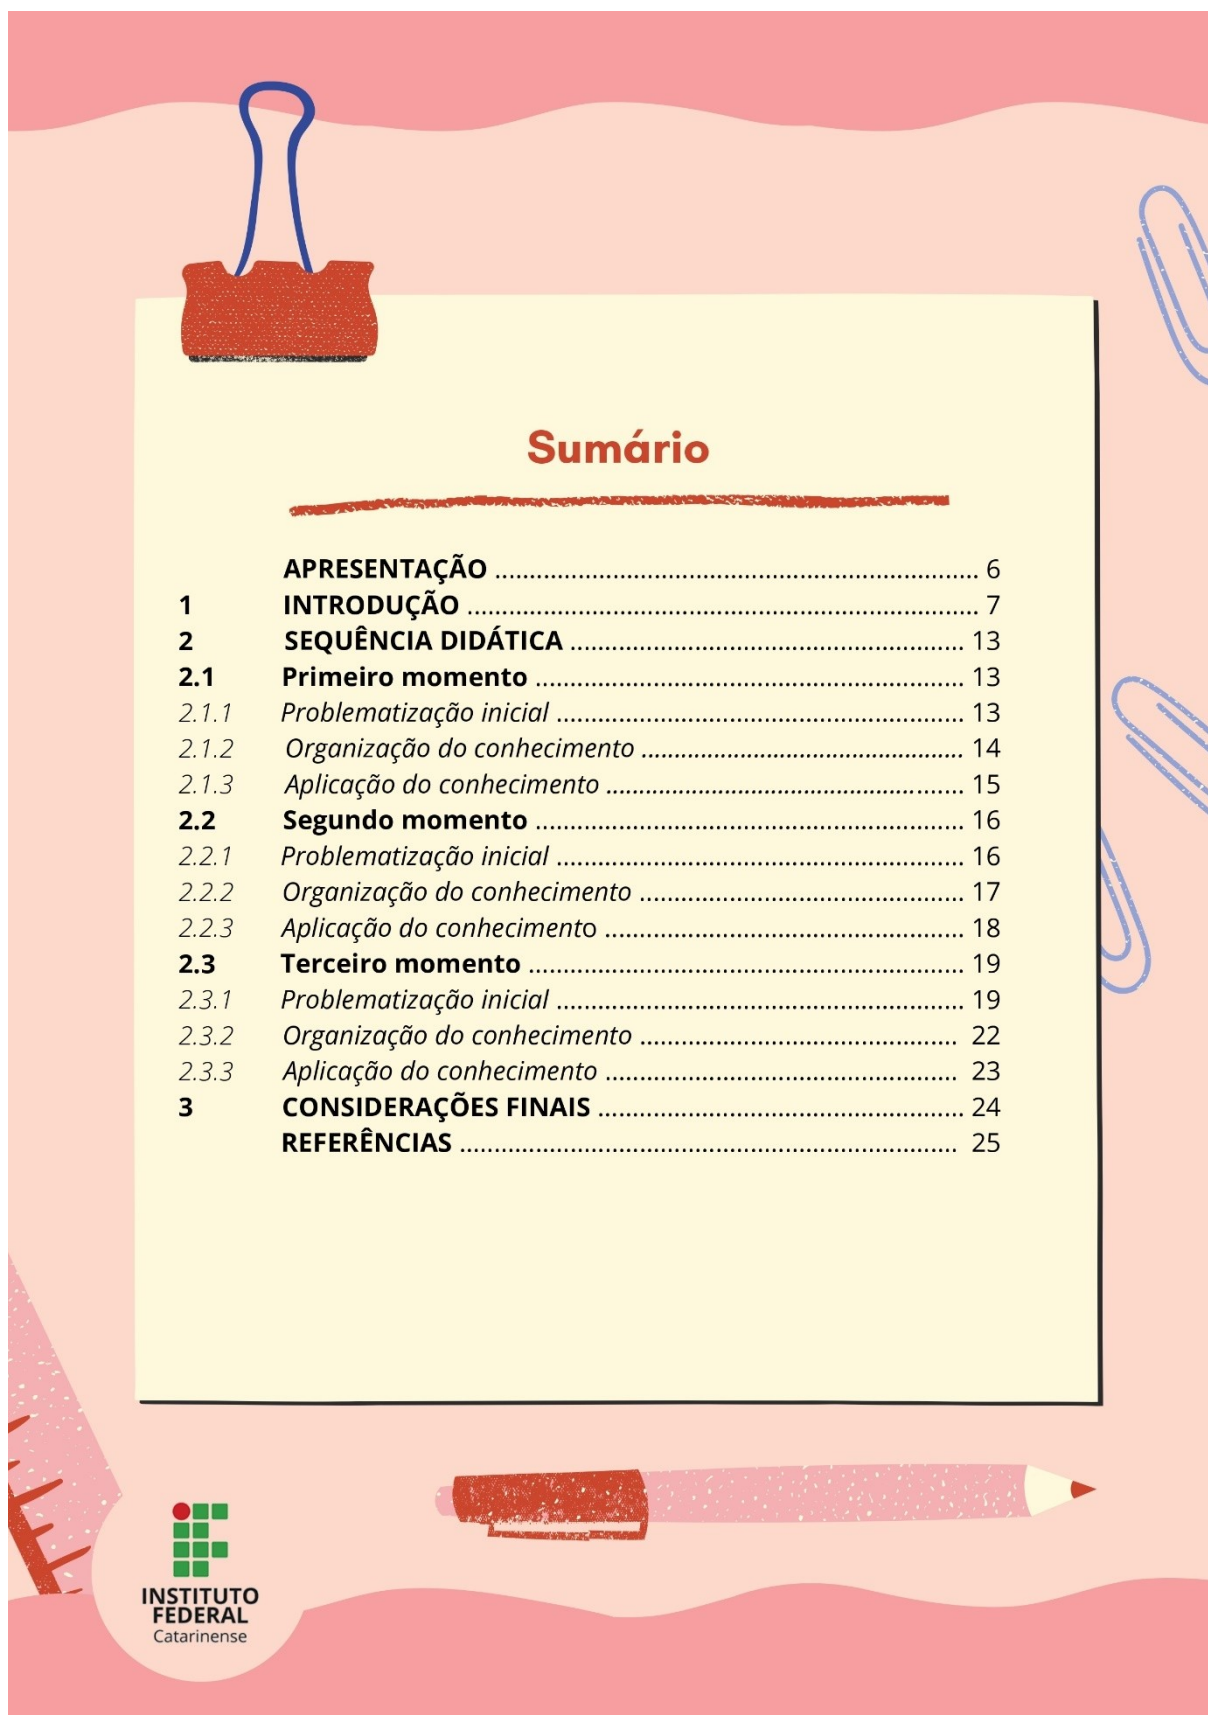 Sumário
APRESENTAÇÃO ...................................................................... 6
1 INTRODUÇÃO .......................................................................... 7
2 SEQUÊNCIA DIDÁTICA ......................................................... 13
2.1 Primeiro momento .............................................................. 13
2.1.1 Problematização inicial ........................................................... 13
2.1.2 Organização do conhecimento .............................................. 14
2.1.3 Aplicação do conhecimento ................................................... 15
2.2 Segundo momento .............................................................. 16
2.2.1 Problematização inicial ........................................................... 16
2.2.2 Organização do conhecimento ............................................... 17
2.2.3 Aplicação do conhecimento .................................................... 18
2.3 Terceiro momento ............................................................... 19
2.3.1 Problematização inicial ........................................................... 19
2.3.2 Organização do conhecimento .............................................. 22
2.3.3 Aplicação do conhecimento ................................................... 23
3 CONSIDERAÇÕES FINAIS ..................................................... 24
REFERÊNCIAS ........................................................................ 25
INSTITUTO
FEDERAL
Catarinense